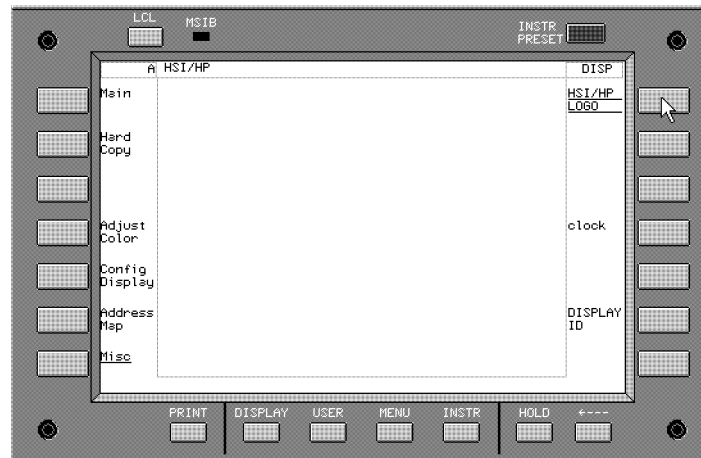 LCL
MSIB
INSTR
PRESET
A HSI/HP
DISP
Main
HSI/HP
LOGO
Hard
Copy
Adjust
Color
clock
Config
Display
Address
Map
DISPLAY
ID
Misc
PRINT DISPLAY USER MENU INSTR HOLD <---